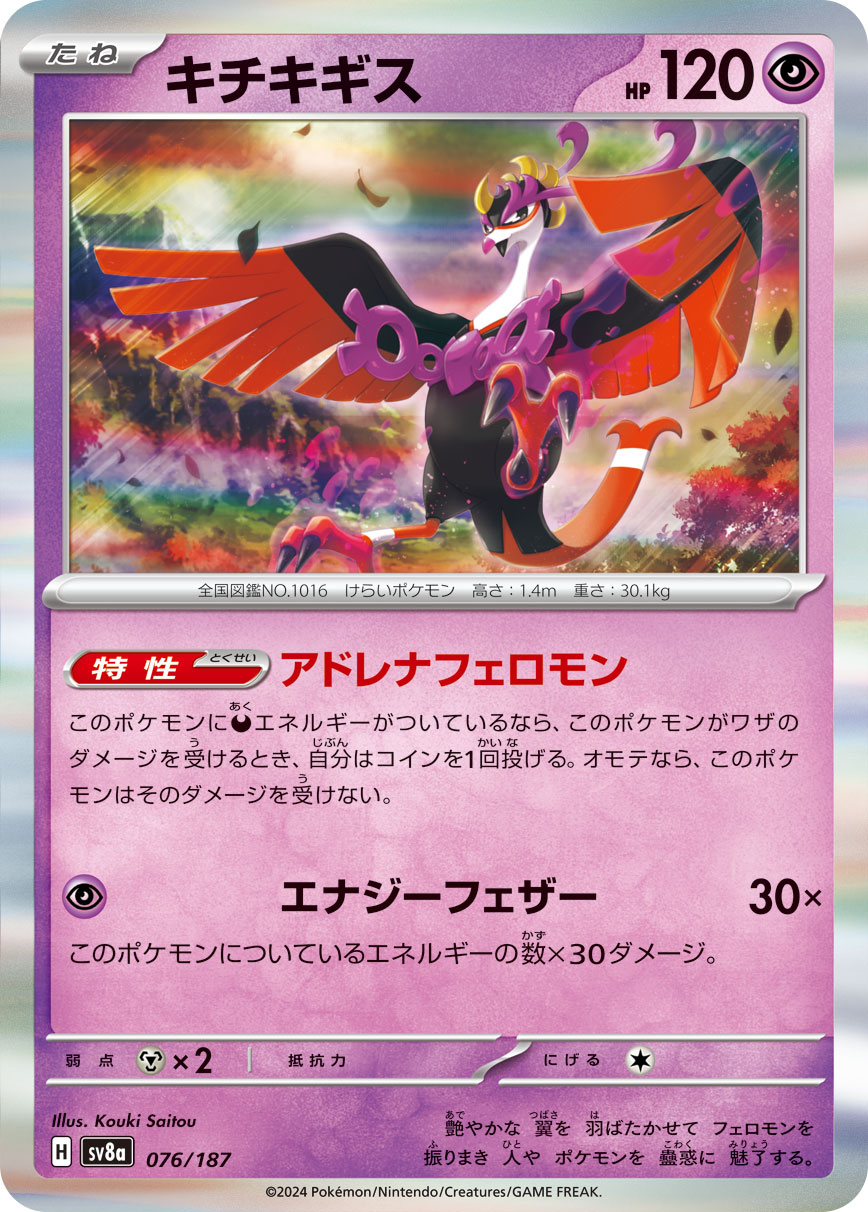 たね キチキギス HP 120
全国図鑑NO.1016 けらいポケモン 高さ：1.4m 重さ：30.1kg
特性 とくせい アドレナフェロモン
あく
このポケモンにエネルギーがついているなら、このポケモンがワザの
う じぶん かいな
ダメージを受けるとき、自分はコインを1回投げる。オモテなら、このポケ
う
モンはそのダメージを受けない。
エナジーフェザー 30×
かず
このポケモンについているエネルギーの数×30ダメージ。
弱点 ×2 抵抗力 にげる
Illus. Kouki Saitou
あで つばさ は
艶やかな 翼を 羽ばたかせて フェロモンを
ふ ひと こわく みりょう
振りまき 人や ポケモンを 蠱惑に 魅了する。
H sv8a 076/187
©2024 Pokémon/Nintendo/Creatures/GAME FREAK.